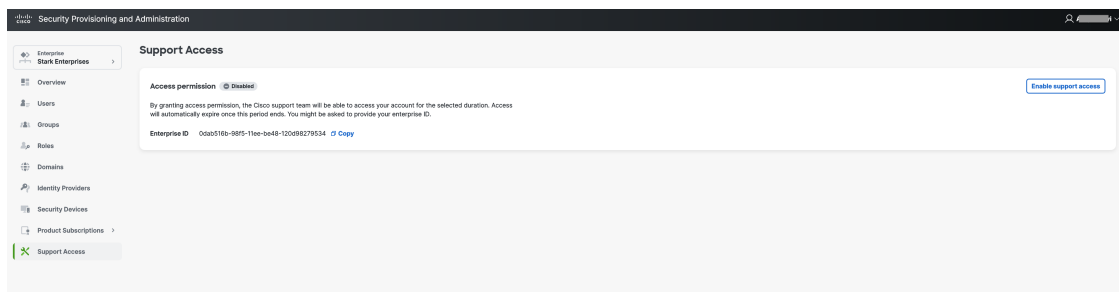 cisco Security Provisioning and Administration
Enterprise
Stark Enterprises
Overview
Users
Groups
Roles
Domains
Identity Providers
Security Devices
Product Subscriptions
Support Access
Support Access
Access permission Disabled
Enable support access
By granting access permission, the Cisco support team will be able to access your account for the selected duration. Access
will automatically expire once this period ends. You might be asked to provide your enterprise ID.
Enterprise ID 0dab516b-98f5-11ee-be48-120d98279534 Copy